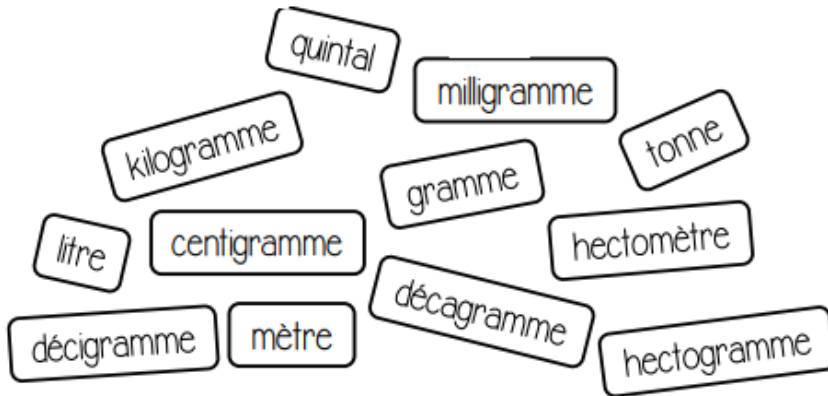 quintal
milligramme
kilogramme
tonne
gramme
litre
centigramme
hectomètre
décagramme
décigramme
mètre
hectogramme